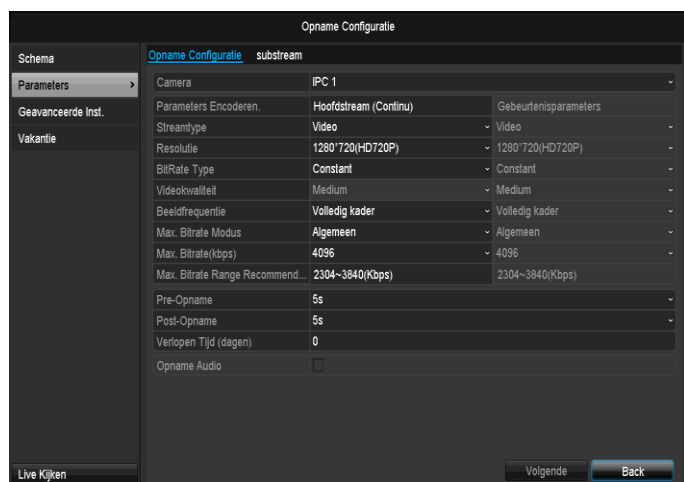 Opname Configuratie
Schema
Parameters >
Geavanceerde Inst.
Vakantie
Live Kijken
Opname Configuratie substream
Camera IPC 1
Parameters Encoderen. Hoofdstream (Continu) Gebeurtenisparameters
Streamtype Video Video
Resolutie 1280*720(HD720P) 1280*720(HD720P)
BitRate Type Constant Constant
Videokwaliteit Medium Medium
Beeldfrequentie Volledig kader Volledig kader
Max. Bitrate Modus Algemeen Algemeen
Max. Bitrate(kbps) 4096 4096
Max. Bitrate Range Recommend... 2304~3840(Kbps) 2304~3840(Kbps)
Pre-Opname 5s
Post-Opname 5s
Verlopen Tijd (dagen) 0
Opname Audio
Volgende Back